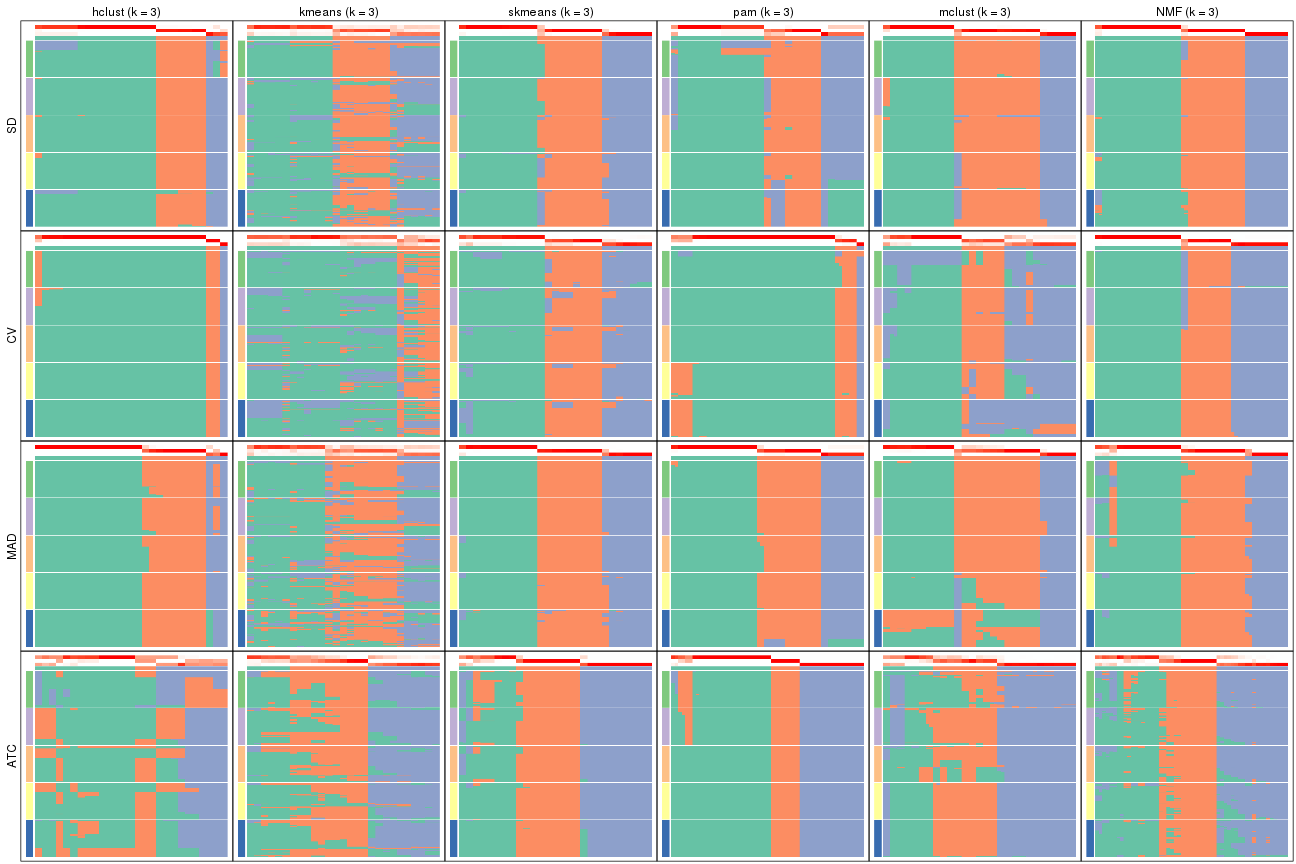 hclust (k = 3) kmeans (k = 3) skmeans (k = 3) pam (k = 3) mclust (k = 3) NMF (k = 3)
SD
CV
MAD
ATC